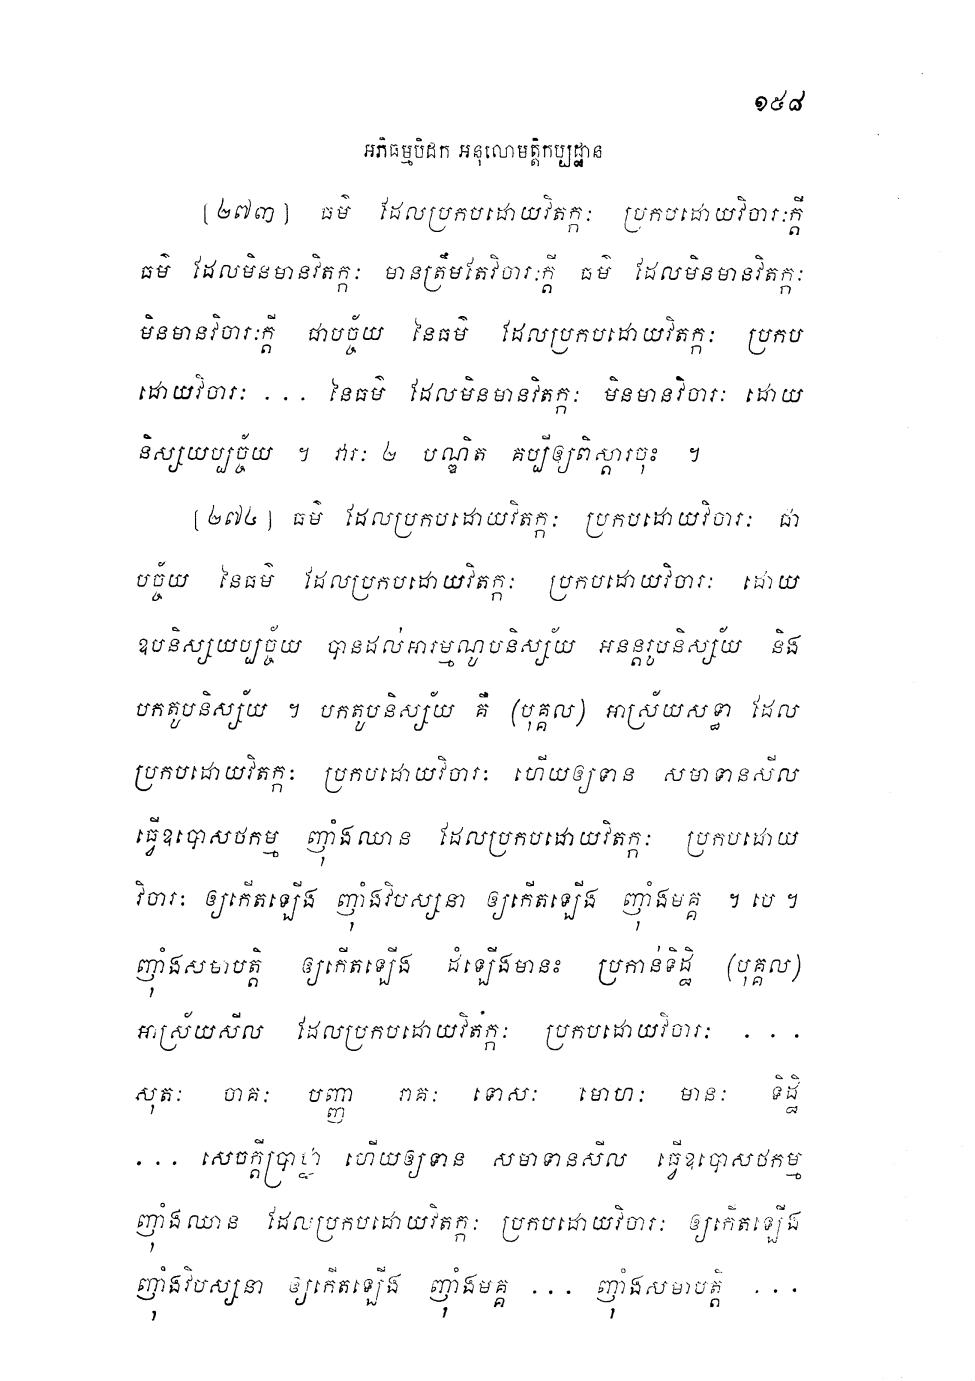 ១៥៨
អភិធម្មបិដក អនុលោមត្តិកប្បដ្ឋាន
[២៧៣] ធម៌ ដែលប្រកបដោយវិតក្កៈ ប្រកបដោយវិចារៈក្តី
ធម៌ ដែលមិនមានវិតក្កៈ មានត្រឹមតែវិចារៈក្តី ធម៌ ដែលមិនមានវិតក្កៈ
មិនមានវិចារៈក្តី ជាបច្ច័យ នៃធម៌ ដែលប្រកបដោយវិតក្កៈ ប្រកប
ដោយវិចារៈ ... នៃធម៌ ដែលមិនមានវិតក្កៈ មិនមានវិចារៈ ដោយ
និស្សយប្បច្ច័យ ។ វារៈ ៤ បណ្ឌិត គប្បីឲ្យពិស្តារចុះ ។
[២៧៤] ធម៌ ដែលប្រកបដោយវិតក្កៈ ប្រកបដោយវិចារៈ ជា
បច្ច័យ នៃធម៌ ដែលប្រកបដោយវិតក្កៈ ប្រកបដោយវិចារៈ ដោយ
ឧបនិស្សយប្បច្ច័យ បានដល់អារម្មណូបនិស្ស័យ អនន្តរូបនិស្ស័យ និង
បកតូបនិស្ស័យ ។ បកតូបនិស្ស័យ គឺ (បុគ្គល) អាស្រ័យសទ្ធា ដែល
ប្រកបដោយវិតក្កៈ ប្រកបដោយវិចារៈ ហើយឲ្យទាន សមាទានសីល
ធ្វើឧបោសថកម្ម ញ៉ាំងឈាន ដែលប្រកបដោយវិតក្កៈ ប្រកបដោយ
វិចារៈ ឲ្យកើតឡើង ញ៉ាំងវិបស្សនា ឲ្យកើតឡើង ញ៉ាំងមគ្គ ។ បេ ។
ញ៉ាំងសមាបត្តិ ឲ្យកើតឡើង ដំឡើងមានះ ប្រកាន់ទិដ្ឋិ (បុគ្គល)
អាស្រ័យសីល ដែលប្រកបដោយវិតក្កៈ ប្រកបដោយវិចារៈ ...
សុតៈ ចាគៈ បញ្ញា រាគៈ ទោសៈ មោហៈ មានៈ ទិដ្ឋិ
... សេចក្តីប្រាថ្នា ហើយឲ្យទាន សមាទានសីល ធ្វើឧបោសថកម្ម
ញ៉ាំងឈាន ដែលប្រកបដោយវិតក្កៈ ប្រកបដោយវិចារៈ ឲ្យកើតឡើង
ញ៉ាំងវិបស្សនា ឲ្យកើតឡើង ញ៉ាំងមគ្គ ... ញ៉ាំងសមាបត្តិ ...